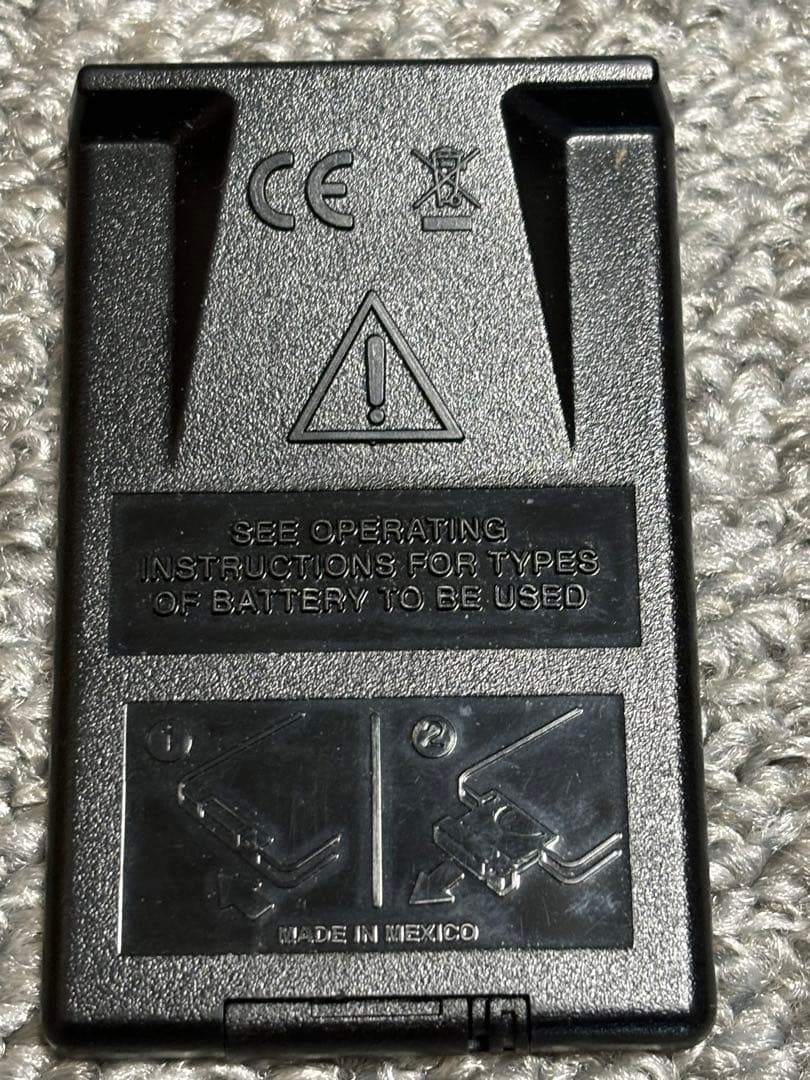 CE
SEE OPERATING
INSTRUCTIONS FOR TYPES
OF BATTERY TO BE USED
1
2
MADE IN MEXICO